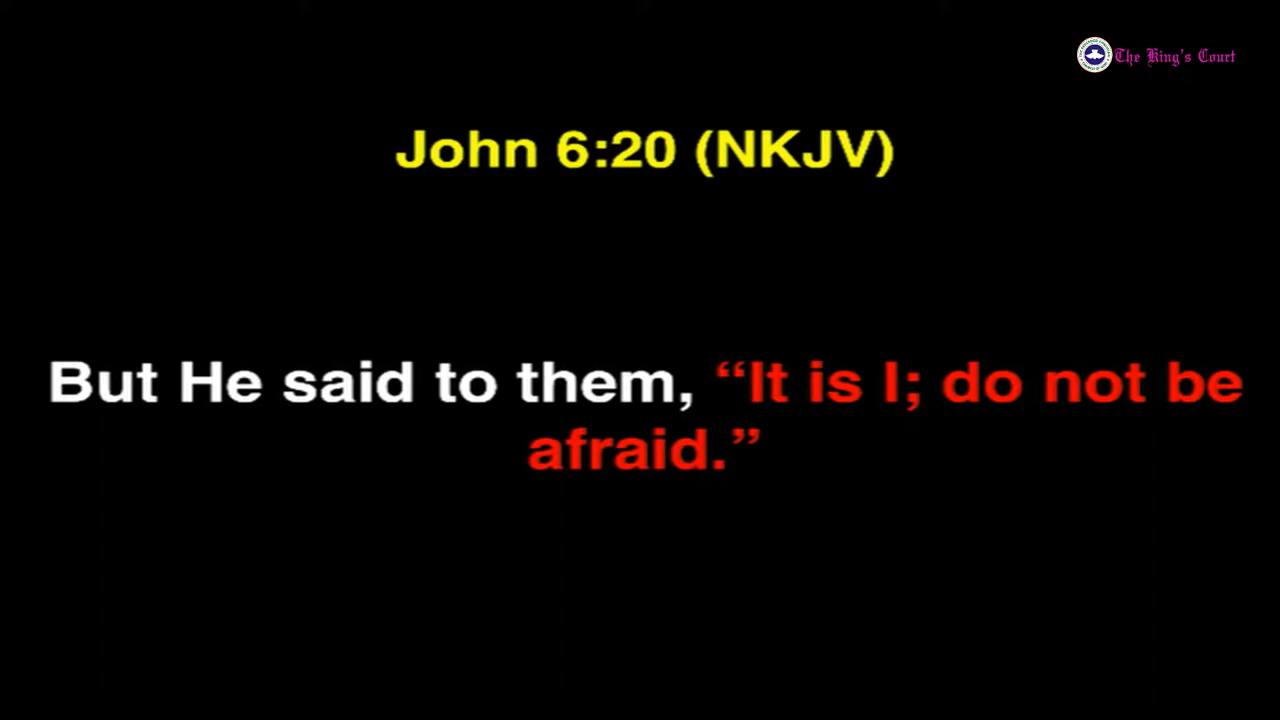 The King's Court
John 6:20 (NKJV)
But He said to them, “It is I; do not be
afraid.”